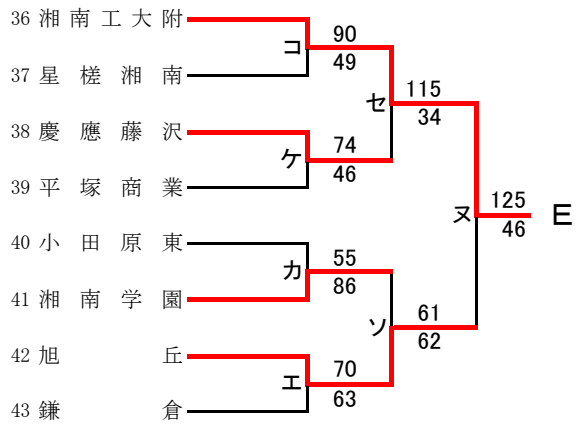 36 湘南工大附
コ
90
49
37 星槎湘南
セ
115
34
38 慶應藤沢
ケ
74
46
39 平塚商業
ヌ
125
46
E
40 小田原東
カ
55
86
41 湘南学園
ソ
61
62
42 旭丘
エ
70
63
43 鎌倉